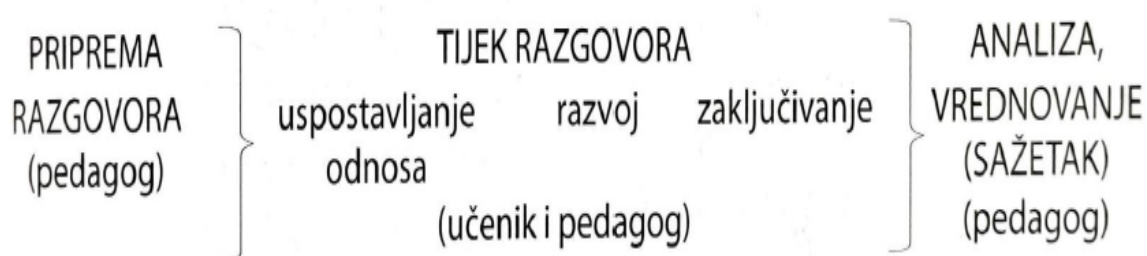 PRIPREMA
RAZGOVORA
(pedagog)
TIJEK RAZGOVORA
uspostavljanje razvoj zaključivanje
odnosa
(učenik i pedagog)
ANALIZA,
VREDNOVANJE
(SAŽETAK)
(pedagog)